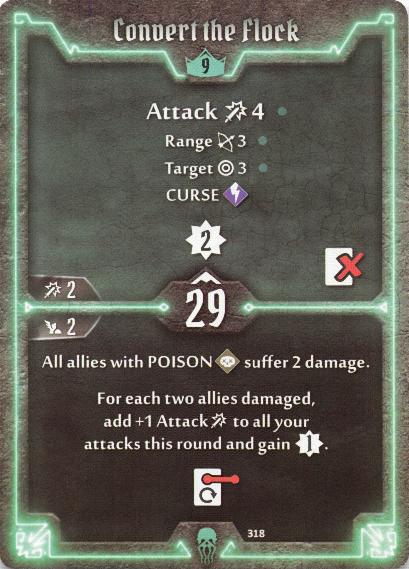 Convert the Flock
9
Attack 4
Range 3
Target 3
CURSE
2
2
29
2
All allies with POISON suffer 2 damage.
For each two allies damaged,
add +1 Attack to all your
attacks this round and gain 1.
318